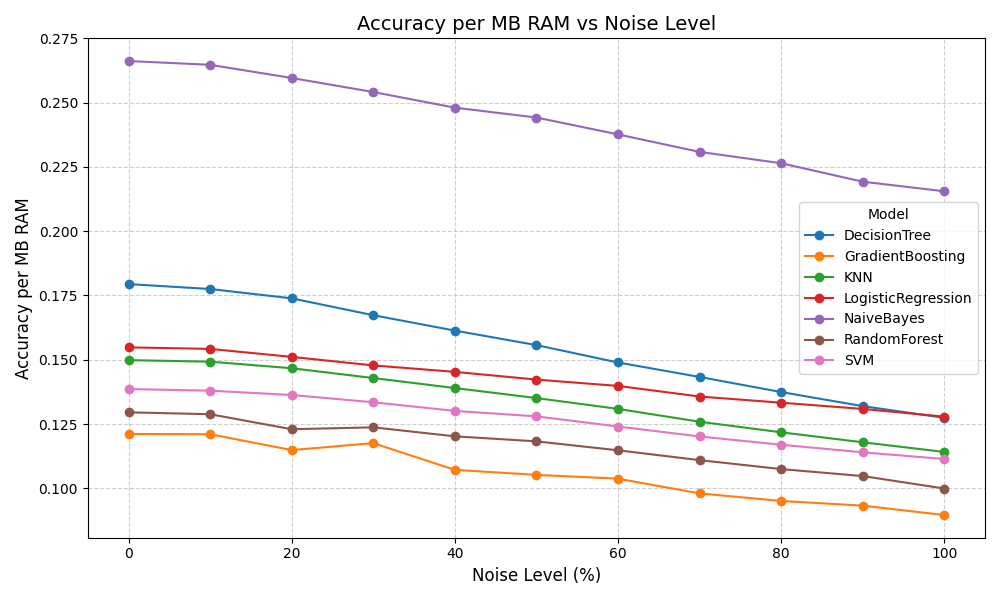 Accuracy per MB RAM vs Noise Level
Accuracy per MB RAM
0.275
0.250
0.225
0.200
0.175
0.150
0.125
0.100
Model
DecisionTree
GradientBoosting
KNN
LogisticRegression
NaiveBayes
RandomForest
SVM
0 20 40 60 80 100
Noise Level (%)